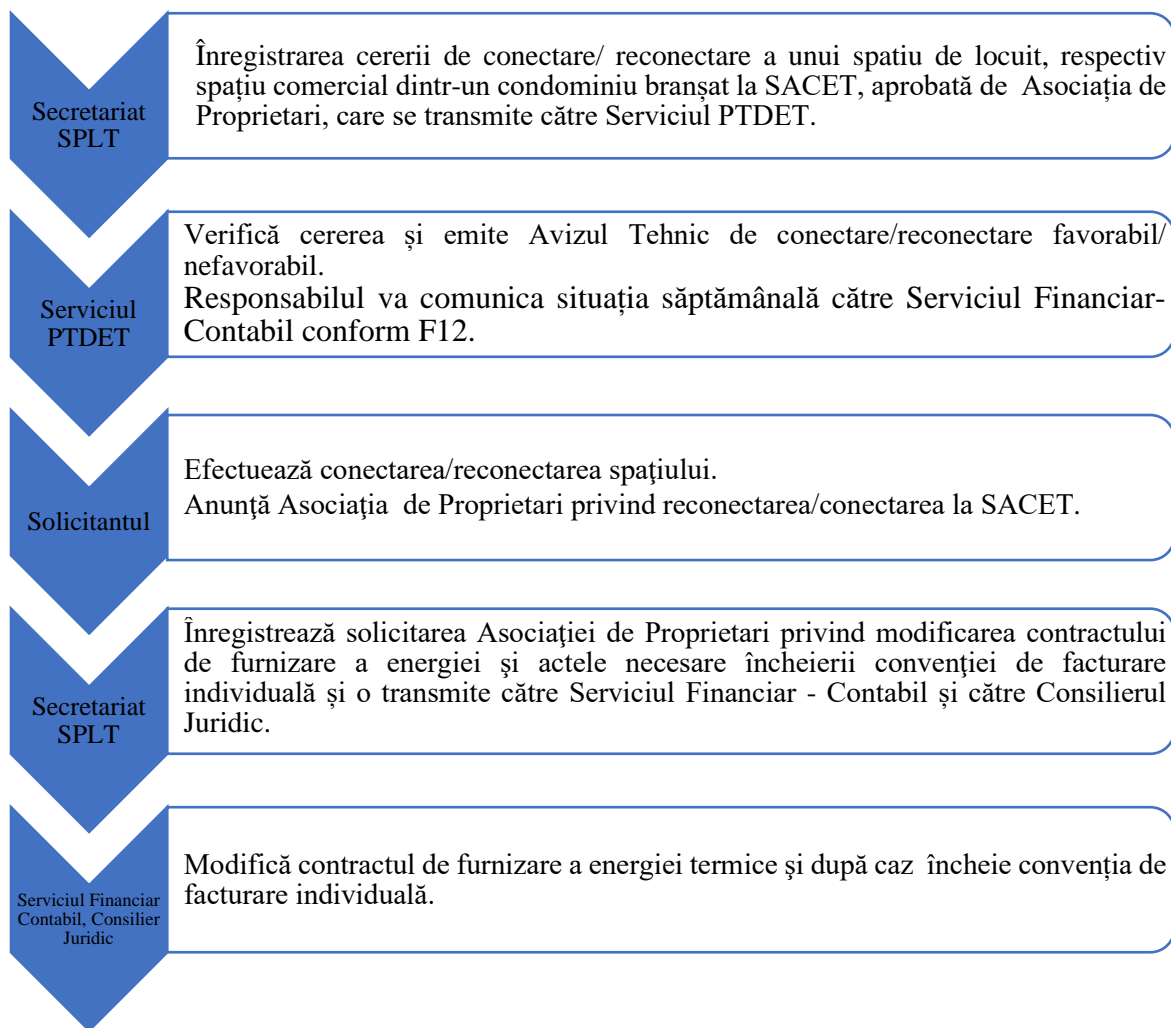 Secretariat
SPLT
Înregistrarea cererii de conectare/ reconectare a unui spatiu de locuit, respectiv
spațiu comercial dintr-un condominiu branșat la SACET, aprobată de Asociația de
Proprietari, care se transmite către Serviciul PTDET.
Serviciul
PTDET
Verifică cererea și emite Avizul Tehnic de conectare/reconectare favorabil/
nefavorabil.
Responsabilul va comunica situația săptămânală către Serviciul Financiar-
Contabil conform F12.
Solicitantul
Efectuează conectarea/reconectarea spaţiului.
Anunţă Asociaţia de Proprietari privind reconectarea/conectarea la SACET.
Secretariat
SPLT
Înregistrează solicitarea Asociaţiei de Proprietari privind modificarea contractului
de furnizare a energiei şi actele necesare încheierii convenţiei de facturare
individuală și o transmite către Serviciul Financiar - Contabil și către Consilierul
Juridic.
Serviciul Financiar
Contabil, Consilier
Juridic
Modifică contractul de furnizare a energiei termice şi după caz încheie convenția de
facturare individuală.